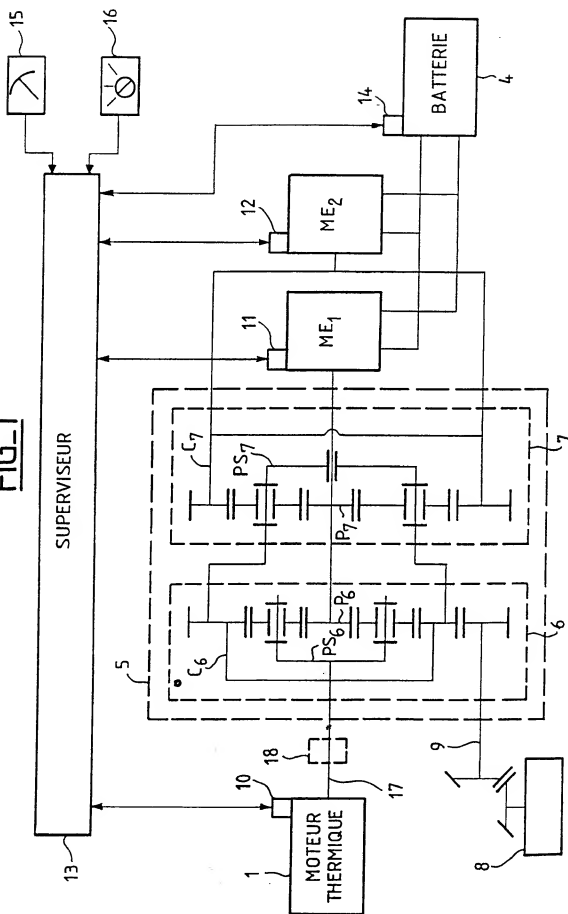 FIG_1
15
16
SUPERVISEUR
13
10
11
12
14
1
MOTEUR THERMIQUE
18
17
5
C6
PS6
P6
6
C7
PS7
P7
7
ME1
ME2
BATTERIE
4
9
8